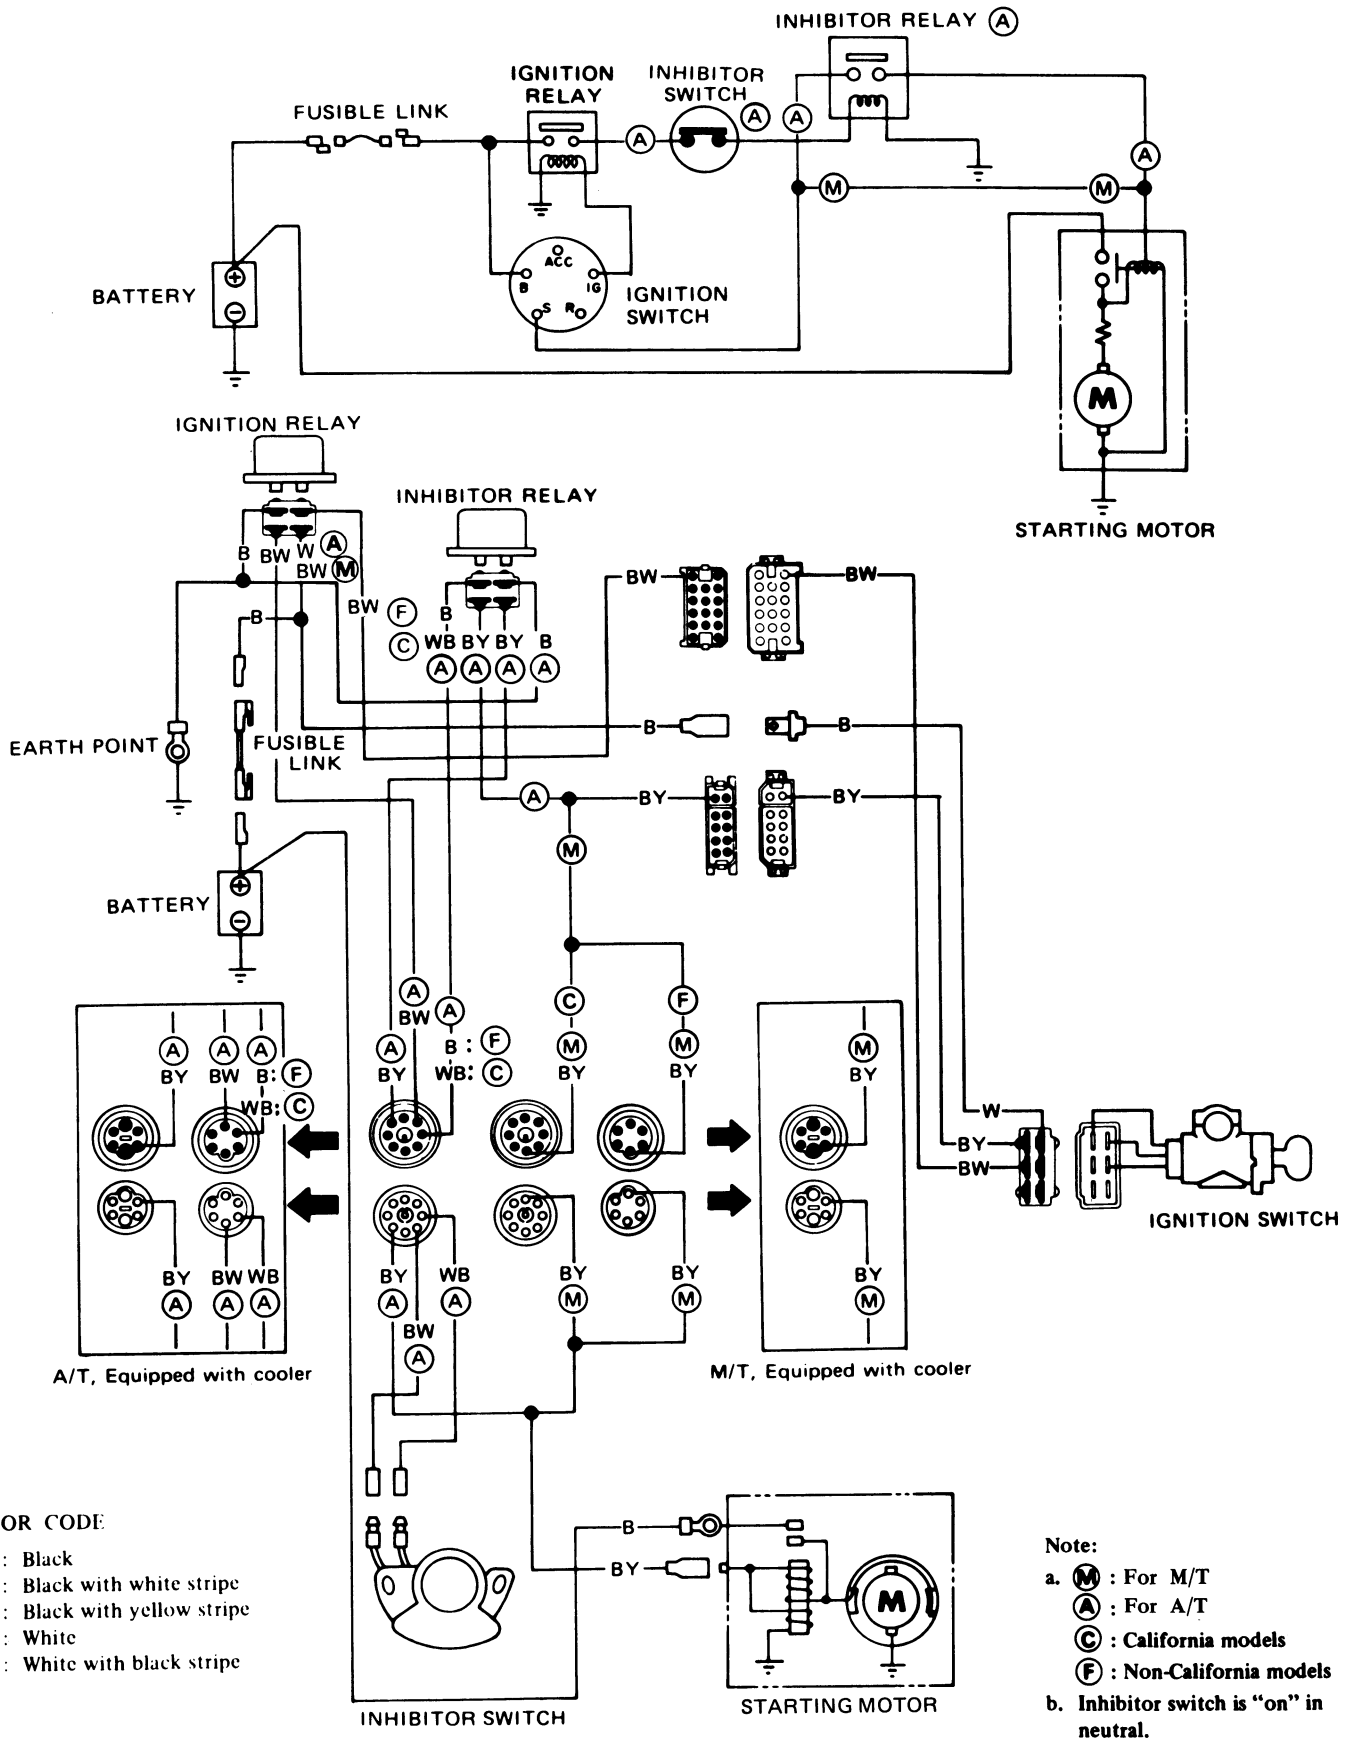 INHIBITOR RELAY A
IGNITION RELAY
INHIBITOR SWITCH A
FUSIBLE LINK
A
A
A
M
M
BATTERY
+
−
ACC
B
IG
S
R
IGNITION SWITCH
M
STARTING MOTOR
IGNITION RELAY
INHIBITOR RELAY
B BW W A
BW M
BW
F B
C WB BY BY B
A A A A
B
BW
BW
EARTH POINT
FUSIBLE LINK
B
B
A
BY
BY
M
BATTERY
+
−
A
BW
A
A
BY
B: F
WB: C
C
M
BY
F
M
BY
A
BY
A
BW
A
B: F
WB: C
M
BY
W
BY
BW
IGNITION SWITCH
BY
A
BW
A
WB
A
BY
A
BW
A
WB
A
BY
M
BY
M
BY
M
A/T, Equipped with cooler
M/T, Equipped with cooler
OR CODE
: Black
: Black with white stripe
: Black with yellow stripe
: White
: White with black stripe
B
BY
M
INHIBITOR SWITCH
STARTING MOTOR
Note:
a. M : For M/T
A : For A/T
C : California models
F : Non-California models
b. Inhibitor switch is “on” in
neutral.